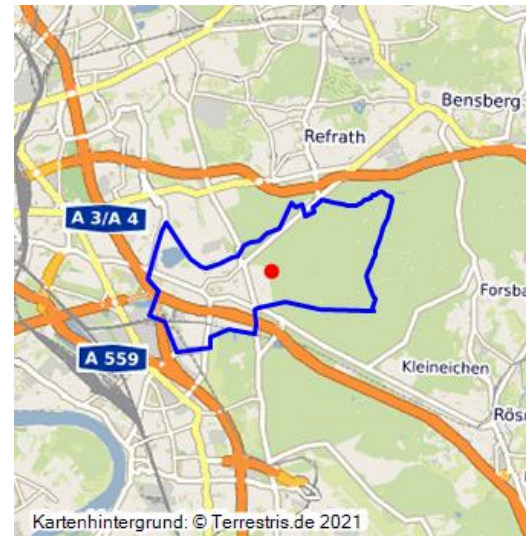 Bensberg
Refrath
A 3/A 4
Forsba
A 559
Kleineichen
Rösr
Kartenhintergrund: © Terrestris.de 2021